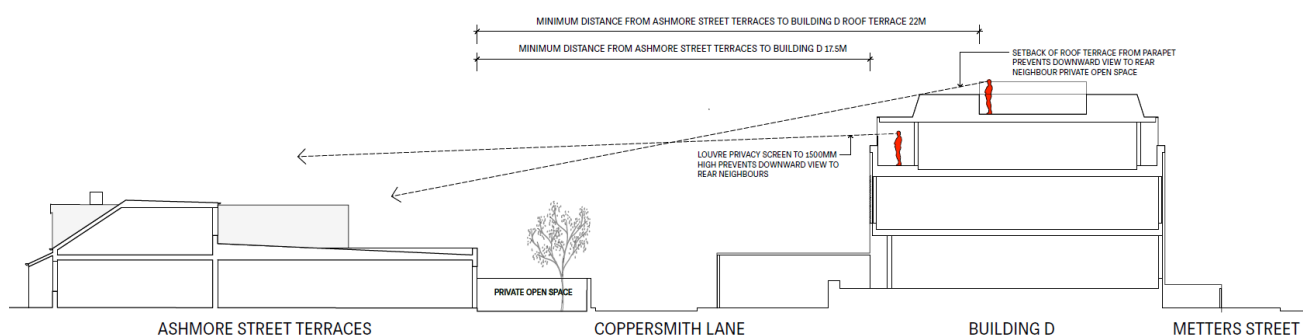 MINIMUM DISTANCE FROM ASHMORE STREET TERRACES TO BUILDING D ROOF TERRACE 22M
MINIMUM DISTANCE FROM ASHMORE STREET TERRACES TO BUILDING D 17.5M
SETBACK OF ROOF TERRACE FROM PARAPET
PREVENTS DOWNWARD VIEW TO REAR
NEIGHBOUR PRIVATE OPEN SPACE
LOUVRE PRIVACY SCREEN TO 1500MM
HIGH PREVENTS DOWNWARD VIEW TO
REAR NEIGHBOURS
PRIVATE OPEN SPACE
ASHMORE STREET TERRACES
COPPERSMITH LANE
BUILDING D
METTERS STREET